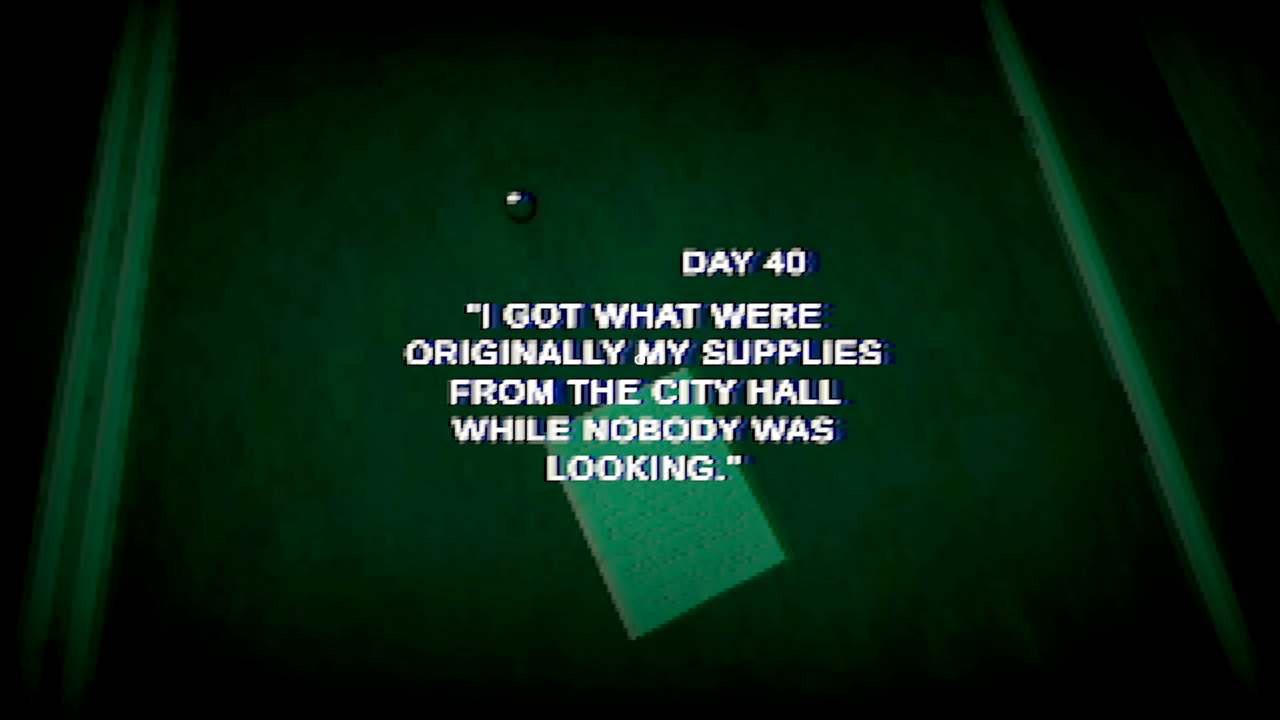 DAY 40
"I GOT WHAT WERE
ORIGINALLY MY SUPPLIES
FROM THE CITY HALL
WHILE NOBODY WAS
LOOKING."